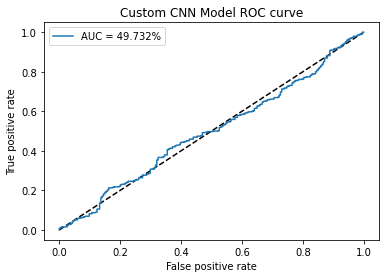 Custom CNN Model ROC curve
AUC = 49.732%
True positive rate
1.0
0.8
0.6
0.4
0.2
0.0
0.0 0.2 0.4 0.6 0.8 1.0
False positive rate